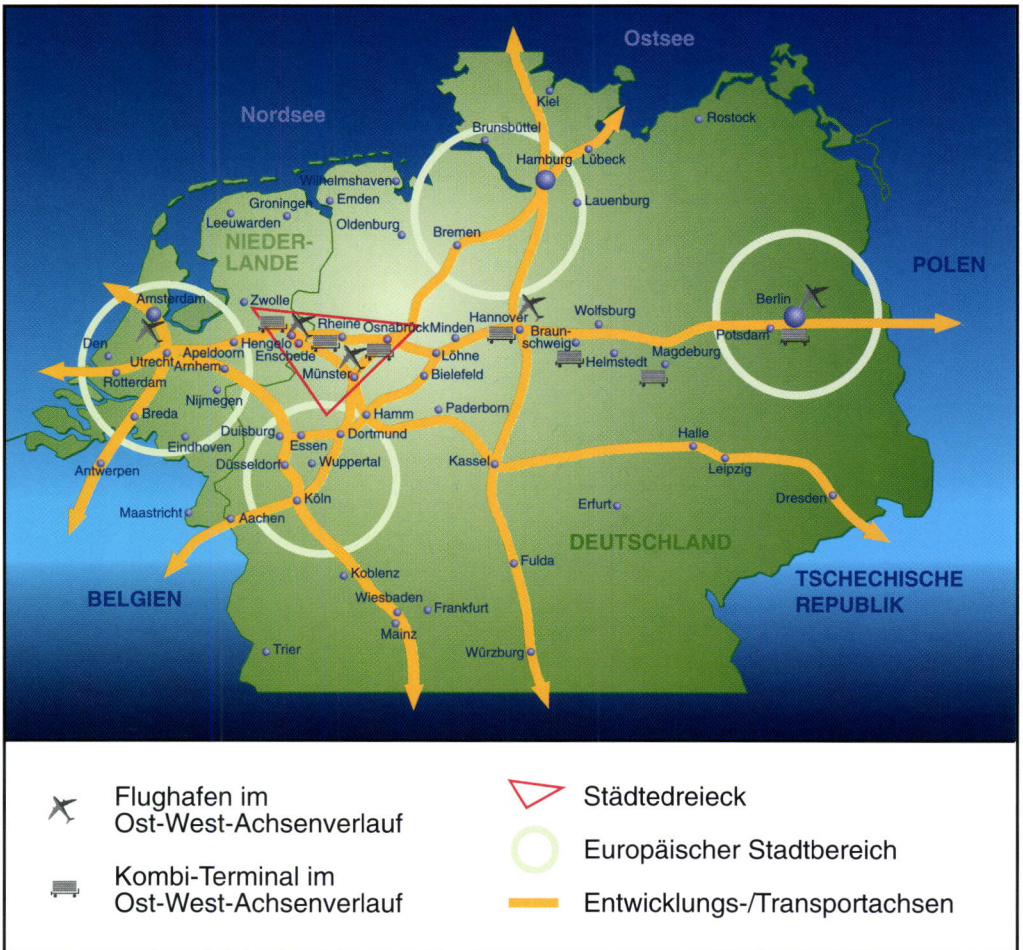 Ostsee
Nordsee
Kiel
Rostock
Brunsbüttel
Hamburg
Lübeck
Wilhelmshaven
Emden
Groningen
Leeuwarden
Lauenburg
Oldenburg
Bremen
NIEDER-
LANDE
POLEN
Amsterdam
Zwolle
Berlin
Potsdam
Hannover
Wolfsburg
Rheine
Osnabrück
Minden
Braun-
schweig
Den
Apeldoorn
Hengelo
Enschede
Utrecht
Arnhem
Löhne
Helmstedt
Magdeburg
Rotterdam
Münster
Bielefeld
Nijmegen
Breda
Hamm
Paderborn
Duisburg
Essen
Dortmund
Eindhoven
Halle
Düsseldorf
Wuppertal
Kassel
Leipzig
Antwerpen
Köln
Dresden
Maastricht
Aachen
Erfurt
DEUTSCHLAND
Fulda
Koblenz
TSCHECHISCHE
REPUBLIK
BELGIEN
Wiesbaden
Frankfurt
Mainz
Trier
Würzburg
Flughafen im
Ost-West-Achsenverlauf
Kombi-Terminal im
Ost-West-Achsenverlauf
Städtedreieck
Europäischer Stadtbereich
Entwicklungs-/Transportachsen